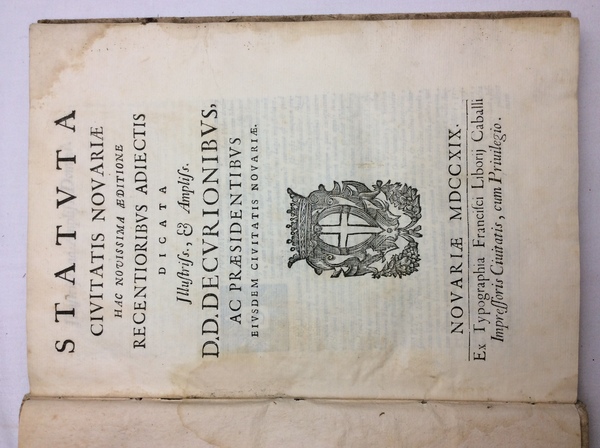 STATVTA
CIVITATIS NOVARIÆ
HAC NOVISSIMA ÆDITIONE
RECENTIORIBVS ADIECTIS
DICATA
Jlluſtriſs., & Ampliſs.
D.D. DECVRIONIBVS,
AC PRÆSIDENTIBVS
EIVSDEM CIVITATIS NOVARIÆ.
NOVARIÆ MDCCXIX.
Ex Typographia Franciſci Liborij Caballi
Impreſſoris Ciuitatis, cum Priuilegio.